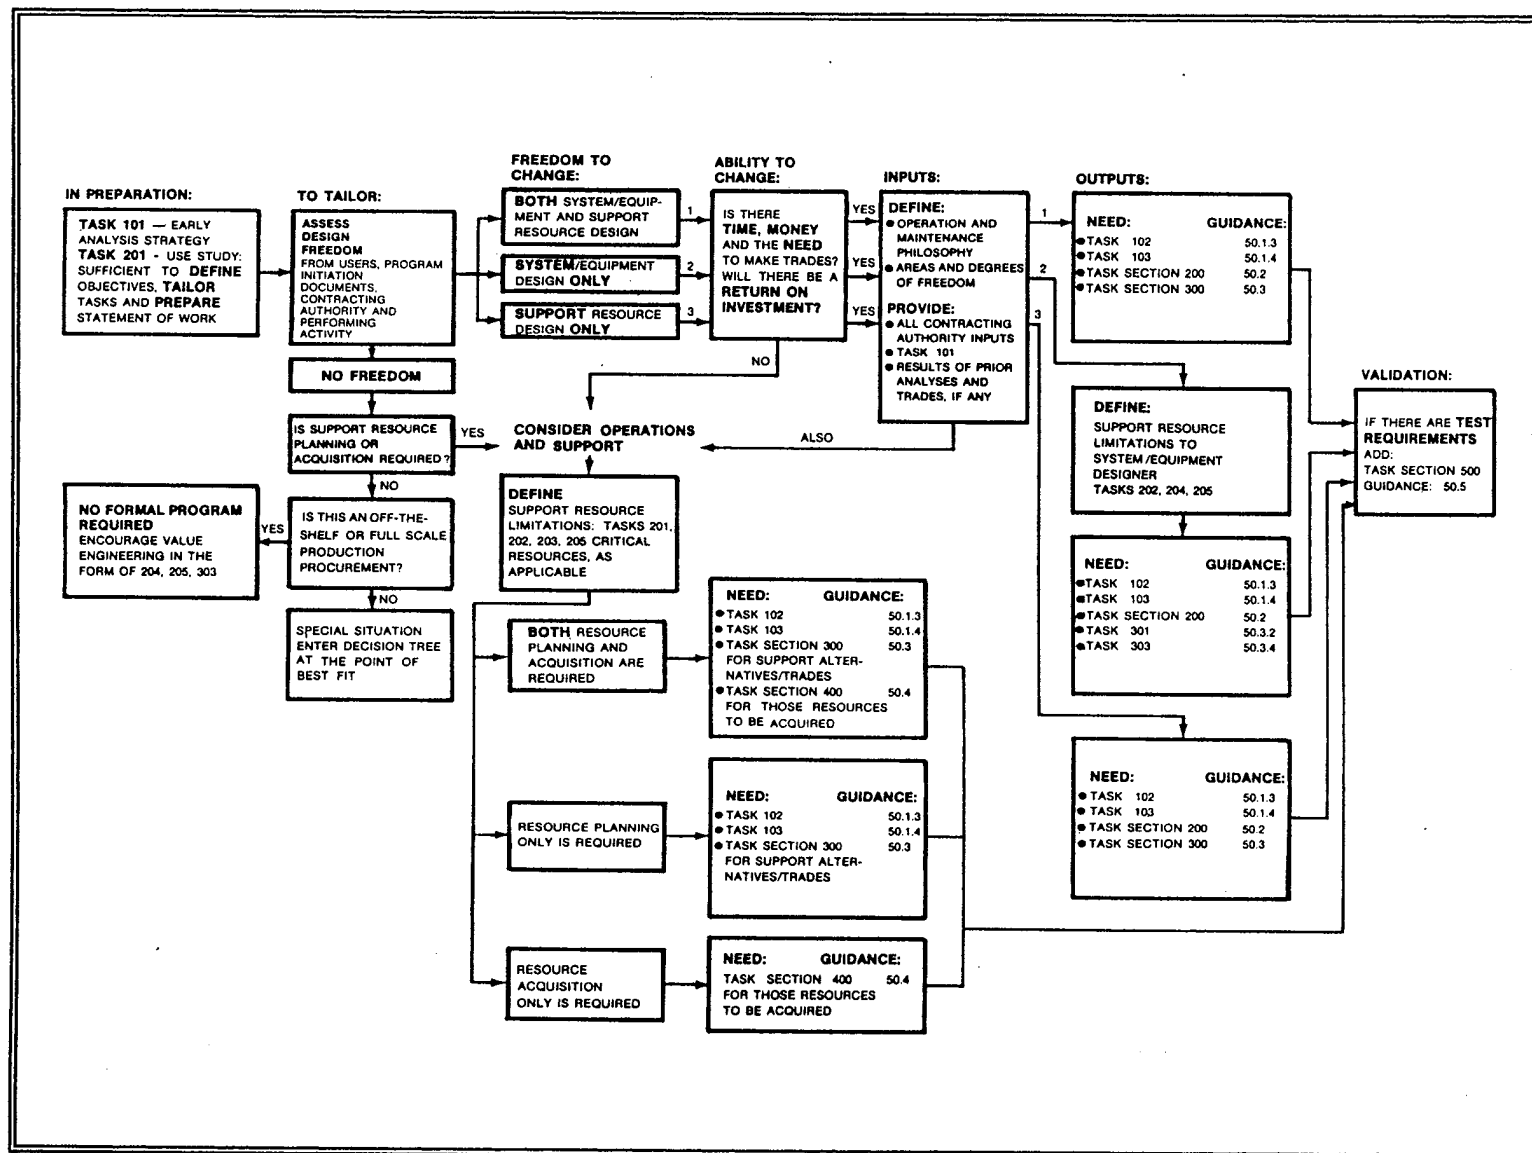 IN PREPARATION:
TASK 101 — EARLY
ANALYSIS STRATEGY
TASK 201 - USE STUDY:
SUFFICIENT TO DEFINE
OBJECTIVES, TAILOR
TASKS AND PREPARE
STATEMENT OF WORK
TO TAILOR:
ASSESS
DESIGN
FREEDOM
FROM USERS, PROGRAM
INITIATION
DOCUMENTS,
CONTRACTING
AUTHORITY AND
PERFORMING
ACTIVITY
NO FREEDOM
IS SUPPORT RESOURCE
PLANNING OR
ACQUISITION REQUIRED?
YES
NO
IS THIS AN OFF-THE-
SHELF OR FULL SCALE
PRODUCTION
PROCUREMENT?
YES
NO FORMAL PROGRAM
REQUIRED
ENCOURAGE VALUE
ENGINEERING IN THE
FORM OF 204, 205, 303
NO
SPECIAL SITUATION
ENTER DECISION TREE
AT THE POINT OF
BEST FIT
FREEDOM TO
CHANGE:
BOTH SYSTEM/EQUIP-
MENT AND SUPPORT
RESOURCE DESIGN
1
SYSTEM/EQUIPMENT
DESIGN ONLY
2
SUPPORT RESOURCE
DESIGN ONLY
3
ABILITY TO
CHANGE:
IS THERE
TIME, MONEY
AND THE NEED
TO MAKE TRADES?
WILL THERE BE A
RETURN ON
INVESTMENT?
YES
YES
YES
NO
CONSIDER OPERATIONS
AND SUPPORT
ALSO
DEFINE
SUPPORT RESOURCE
LIMITATIONS: TASKS 201,
202, 203, 205 CRITICAL
RESOURCES, AS
APPLICABLE
BOTH RESOURCE
PLANNING AND
ACQUISITION ARE
REQUIRED
NEED: GUIDANCE:
●TASK 102 50.1.3
●TASK 103 50.1.4
●TASK SECTION 300 50.3
FOR SUPPORT ALTER-
NATIVES/TRADES
●TASK SECTION 400 50.4
FOR THOSE RESOURCES
TO BE ACQUIRED
RESOURCE PLANNING
ONLY IS REQUIRED
NEED: GUIDANCE:
●TASK 102 50.1.3
●TASK 103 50.1.4
●TASK SECTION 300 50.3
FOR SUPPORT ALTER-
NATIVES/TRADES
RESOURCE
ACQUISITION
ONLY IS REQUIRED
NEED: GUIDANCE:
TASK SECTION 400 50.4
FOR THOSE RESOURCES
TO BE ACQUIRED
INPUTS:
DEFINE:
●OPERATION AND
MAINTENANCE
PHILOSOPHY
●AREAS AND DEGREES
OF FREEDOM
PROVIDE:
●ALL CONTRACTING
AUTHORITY INPUTS
●TASK 101
●RESULTS OF PRIOR
ANALYSES AND
TRADES, IF ANY
1
2
3
OUTPUTS:
NEED: GUIDANCE:
●TASK 102 50.1.3
●TASK 103 50.1.4
●TASK SECTION 200 50.2
●TASK SECTION 300 50.3
DEFINE:
SUPPORT RESOURCE
LIMITATIONS TO
SYSTEM/EQUIPMENT
DESIGNER
TASKS 202, 204, 205
NEED: GUIDANCE:
●TASK 102 50.1.3
●TASK 103 50.1.4
●TASK SECTION 200 50.2
●TASK 301 50.3.2
●TASK 303 50.3.4
NEED: GUIDANCE:
●TASK 102 50.1.3
●TASK 103 50.1.4
●TASK SECTION 200 50.2
●TASK SECTION 300 50.3
VALIDATION:
IF THERE ARE TEST
REQUIREMENTS
ADD:
TASK SECTION 500
GUIDANCE: 50.5